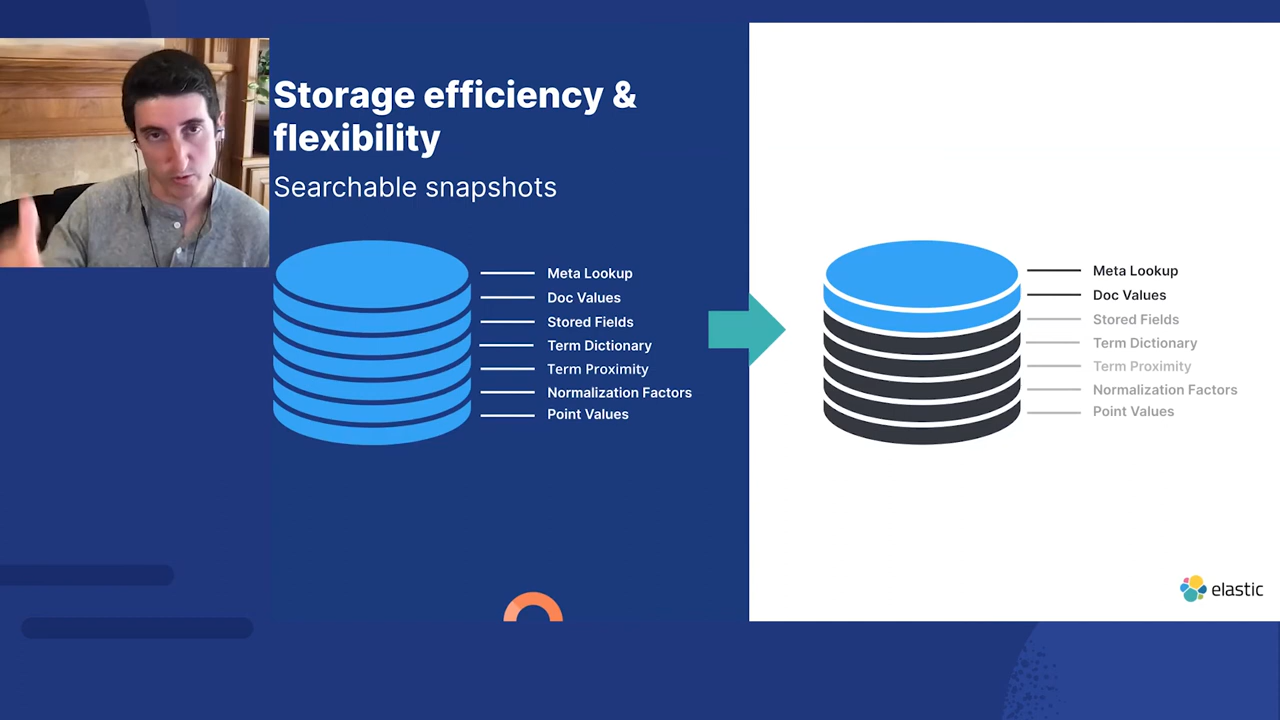 Storage efficiency &
flexibility
Searchable snapshots
Meta Lookup
Doc Values
Stored Fields
Term Dictionary
Term Proximity
Normalization Factors
Point Values
Meta Lookup
Doc Values
Stored Fields
Term Dictionary
Term Proximity
Normalization Factors
Point Values
elastic